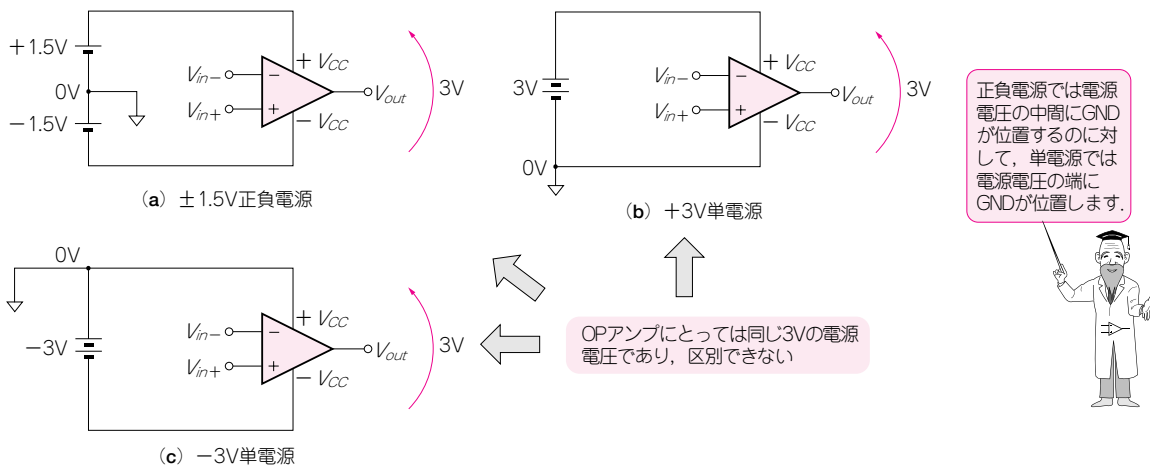 +1.5V
0V
−1.5V
Vin−
Vin+
−
+
+VCC
−VCC
Vout
3V
(a) ±1.5V正負電源
3V
0V
Vin−
Vin+
−
+
+VCC
−VCC
Vout
3V
(b) +3V単電源
正負電源では電源
電圧の中間にGND
が位置するのに対
して，単電源では
電源電圧の端に
GNDが位置します．
0V
−3V
Vin−
Vin+
−
+
+VCC
−VCC
Vout
3V
(c) −3V単電源
OPアンプにとっては同じ3Vの電源
電圧であり，区別できない